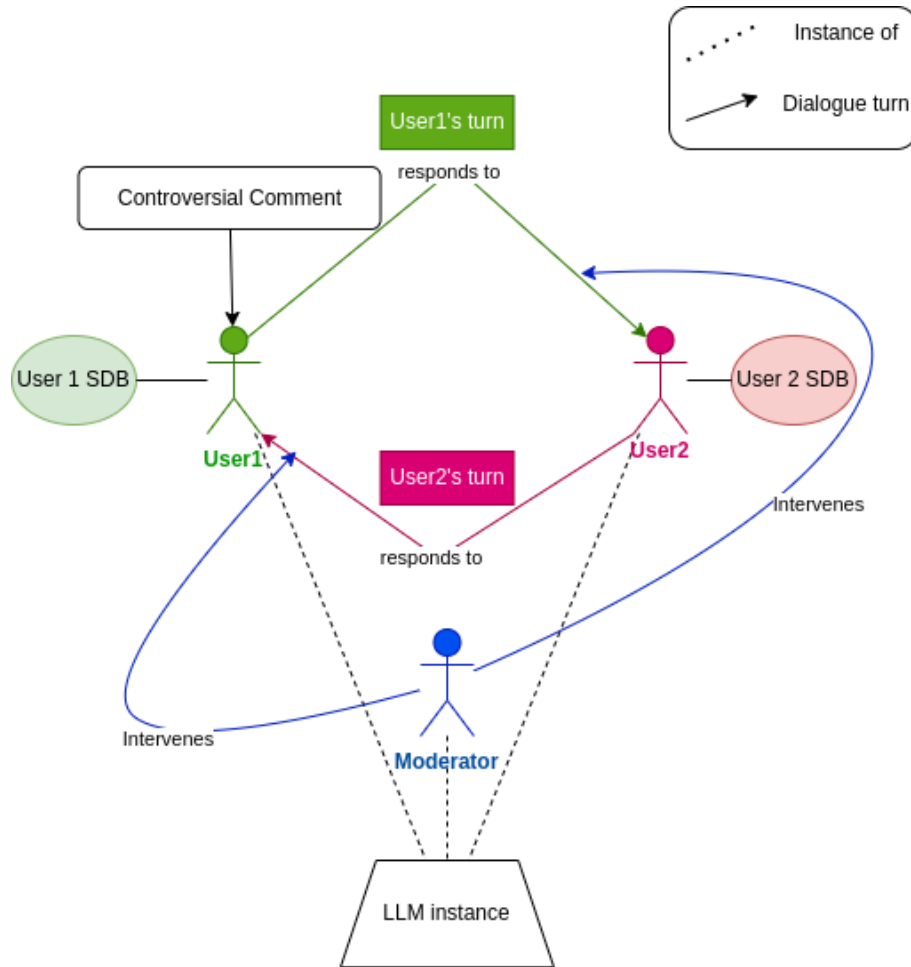 Instance of
Dialogue turn
User1's turn
responds to
Controversial Comment
User 1 SDB
User1
User2
User 2 SDB
User2's turn
responds to
Intervenes
Intervenes
Moderator
LLM instance